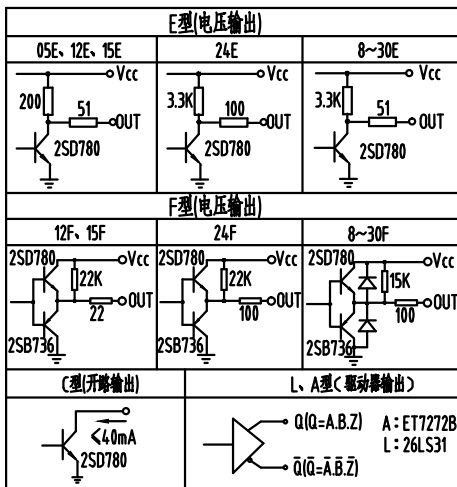 E型(电压输出)
05E、12E、15E
24E
8~30E
Vcc
200
51
OUT
2SD780
Vcc
3.3K
100
OUT
2SD780
Vcc
3.3K
51
OUT
2SD780
F型(电压输出)
12F、15F
24F
8~30F
2SD780
Vcc
22K
OUT
22
2SB736
2SD780
Vcc
22K
OUT
100
2SB736
2SD780
Vcc
15K
OUT
100
2SB736
C型(开路输出)
L、A型(驱动器输出)
≤40mA
2SD780
Q(Q=A.B.Z)
Q̅(Q̅=A̅.B̅.Z̅)
A:ET7272B
L:26LS31